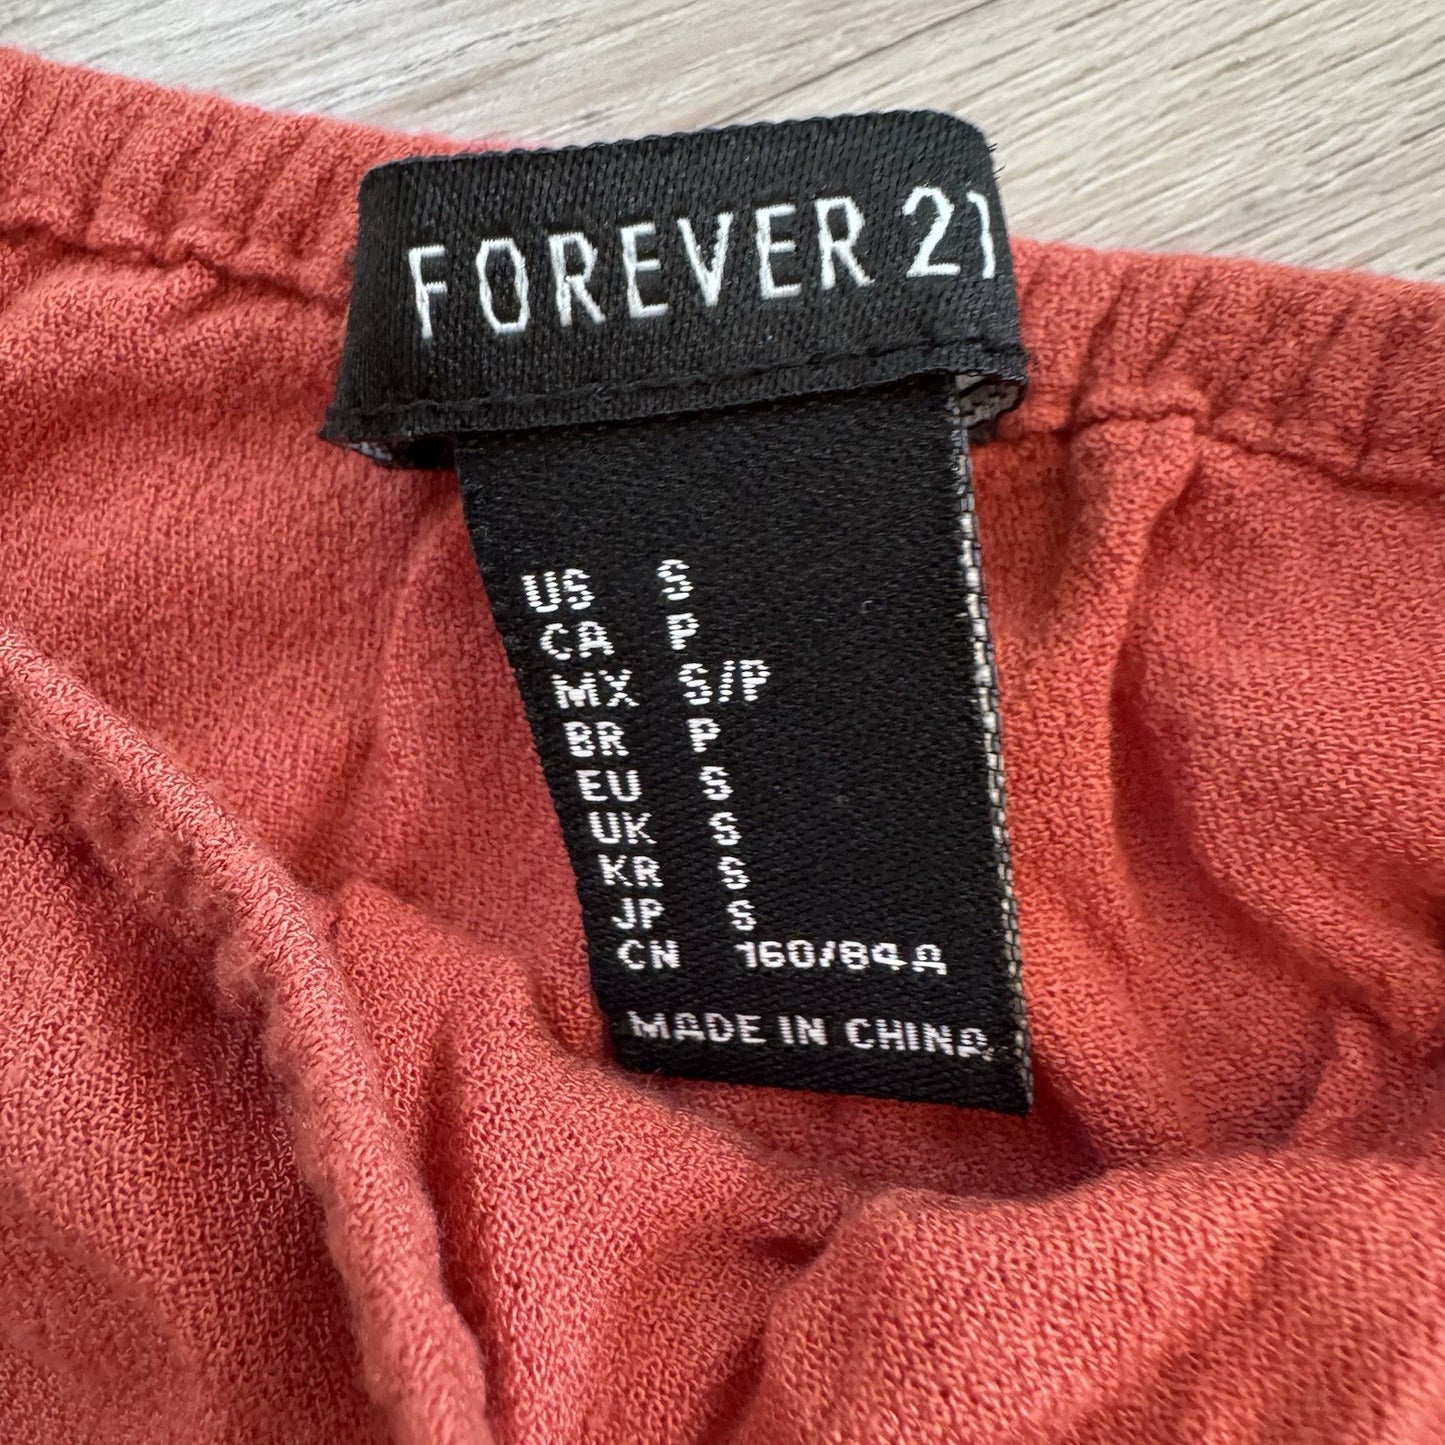 FOREVER 21
US S
CA P
MX S/P
BR P
EU S
UK S
KR S
JP S
CN 160/84A
MADE IN CHINA